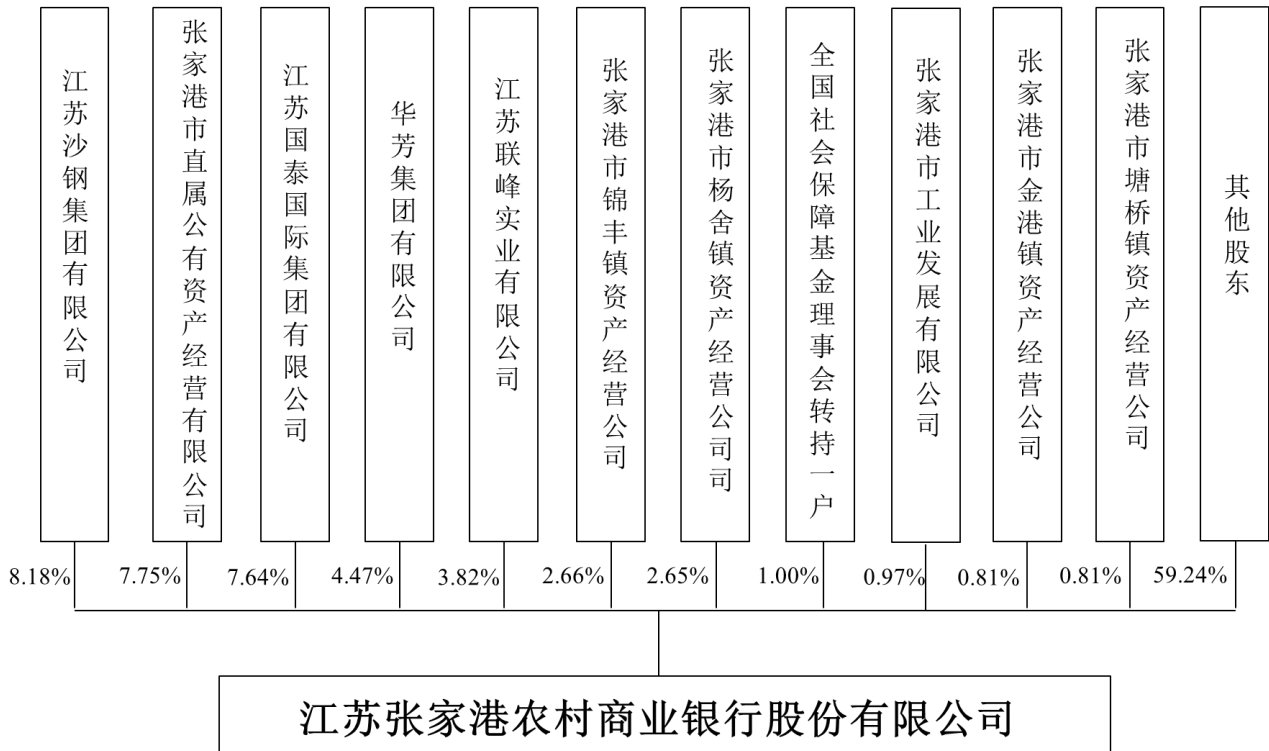 江苏沙钢集团有限公司
张家港市直属公有资产经营有限公司
江苏国泰国际集团有限公司
华芳集团有限公司
江苏联峰实业有限公司
张家港市锦丰镇资产经营公司
张家港市杨舍镇资产经营公司司
全国社会保障基金理事会转持一户
张家港市工业发展有限公司
张家港市金港镇资产经营公司
张家港市塘桥镇资产经营公司
其他股东
8.18%
7.75%
7.64%
4.47%
3.82%
2.66%
2.65%
1.00%
0.97%
0.81%
0.81%
59.24%
江苏张家港农村商业银行股份有限公司